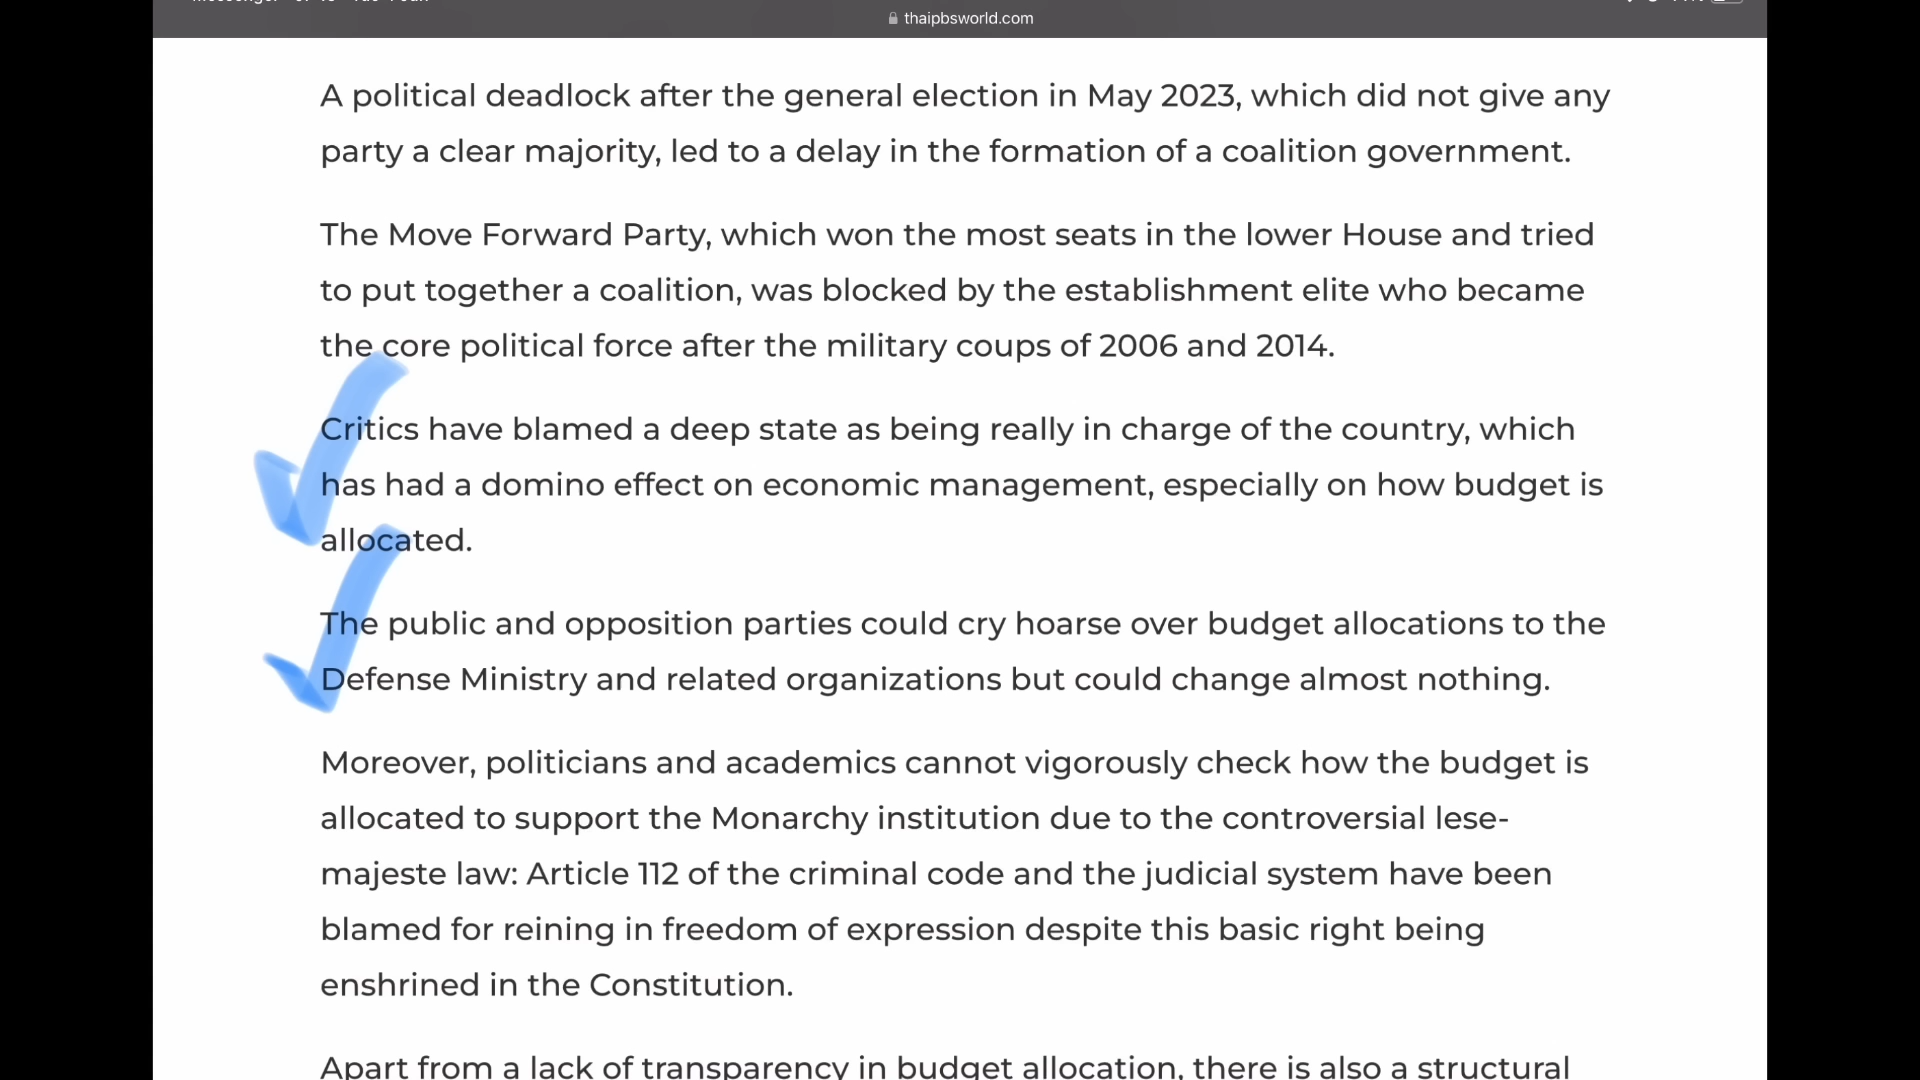 thaipbsworld.com
A political deadlock after the general election in May 2023, which did not give any
party a clear majority, led to a delay in the formation of a coalition government.
The Move Forward Party, which won the most seats in the lower House and tried
to put together a coalition, was blocked by the establishment elite who became
the core political force after the military coups of 2006 and 2014.
Critics have blamed a deep state as being really in charge of the country, which
has had a domino effect on economic management, especially on how budget is
allocated.
The public and opposition parties could cry hoarse over budget allocations to the
Defense Ministry and related organizations but could change almost nothing.
Moreover, politicians and academics cannot vigorously check how the budget is
allocated to support the Monarchy institution due to the controversial lese-
majeste law: Article 112 of the criminal code and the judicial system have been
blamed for reining in freedom of expression despite this basic right being
enshrined in the Constitution.
Apart from a lack of transparency in budget allocation, there is also a structural